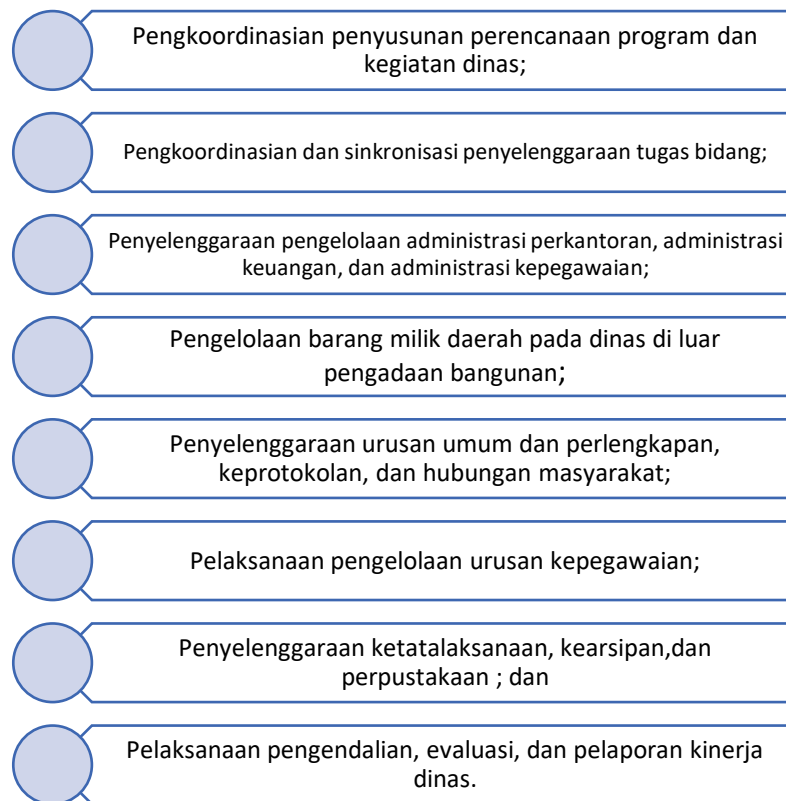 Pengkoordinasian penyusunan perencanaan program dan
kegiatan dinas;
Pengkoordinasian dan sinkronisasi penyelenggaraan tugas bidang;
Penyelenggaraan pengelolaan administrasi perkantoran, administrasi
keuangan, dan administrasi kepegawaian;
Pengelolaan barang milik daerah pada dinas di luar
pengadaan bangunan;
Penyelenggaraan urusan umum dan perlengkapan,
keprotokolan, dan hubungan masyarakat;
Pelaksanaan pengelolaan urusan kepegawaian;
Penyelenggaraan ketatalaksanaan, kearsipan,dan
perpustakaan ; dan
Pelaksanaan pengendalian, evaluasi, dan pelaporan kinerja
dinas.